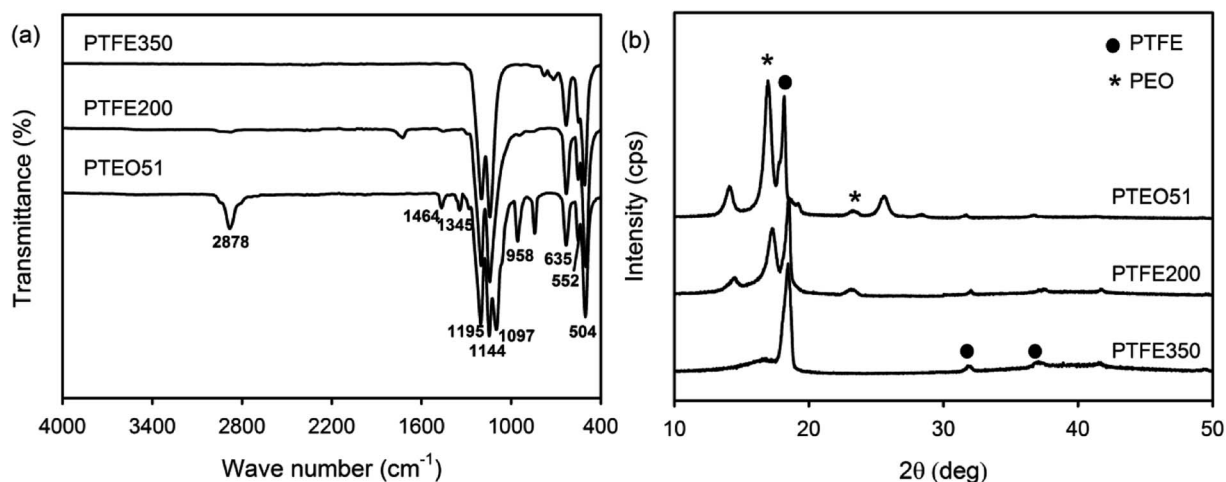 (a)
PTFE350
PTFE200
PTEO51
2878
1464
1345
1195
1144
1097
958
635
552
504
Transmittance (%)
4000 3400 2800 2200 1600 1000 400
Wave number (cm⁻¹)
(b)
● PTFE
* PEO
*
●
*
PTEO51
PTFE200
● ●
PTFE350
Intensity (cps)
10 20 30 40 50
2θ (deg)